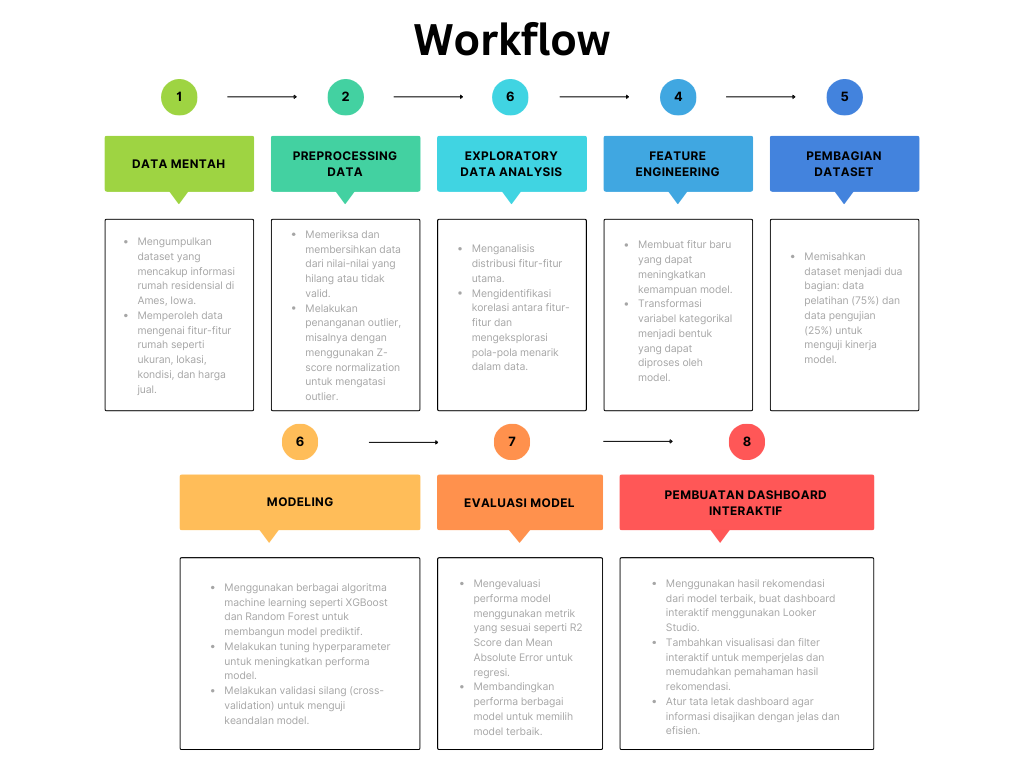 Workflow
1
2
6
4
5
DATA MENTAH
PREPROCESSING
DATA
EXPLORATORY
DATA ANALYSIS
FEATURE
ENGINEERING
PEMBAGIAN
DATASET
• Mengumpulkan
dataset yang
mencakup informasi
rumah residensial di
Ames, Iowa.
• Memperoleh data
mengenai fitur-fitur
rumah seperti
ukuran, lokasi,
kondisi, dan harga
jual.
• Memeriksa dan
membersihkan data
dari nilai-nilai yang
hilang atau tidak
valid.
• Melakukan
penanganan outlier,
misalnya dengan
menggunakan Z-
score normalization
untuk mengatasi
outlier.
• Menganalisis
distribusi fitur-fitur
utama.
• Mengidentifikasi
korelasi antara fitur-
fitur dan
mengeksplorasi
pola-pola menarik
dalam data.
• Membuat fitur baru
yang dapat
meningkatkan
kemampuan model.
• Transformasi
variabel kategorikal
menjadi bentuk
yang dapat
diproses oleh
model.
• Memisahkan
dataset menjadi dua
bagian: data
pelatihan (75%) dan
data pengujian
(25%) untuk
menguji kinerja
model.
6
7
8
MODELING
EVALUASI MODEL
PEMBUATAN DASHBOARD
INTERAKTIF
• Menggunakan berbagai algoritma
machine learning seperti XGBoost
dan Random Forest untuk
membangun model prediktif.
• Melakukan tuning hyperparameter
untuk meningkatkan performa
model.
• Melakukan validasi silang (cross-
validation) untuk menguji
keandalan model.
• Mengevaluasi
performa model
menggunakan metrik
yang sesuai seperti R2
Score dan Mean
Absolute Error untuk
regresi.
• Membandingkan
performa berbagai
model untuk memilih
model terbaik.
• Menggunakan hasil rekomendasi
dari model terbaik, buat dashboard
interaktif menggunakan Looker
Studio.
• Tambahkan visualisasi dan filter
interaktif untuk memperjelas dan
memudahkan pemahaman hasil
rekomendasi.
• Atur tata letak dashboard agar
informasi disajikan dengan jelas dan
efisien.